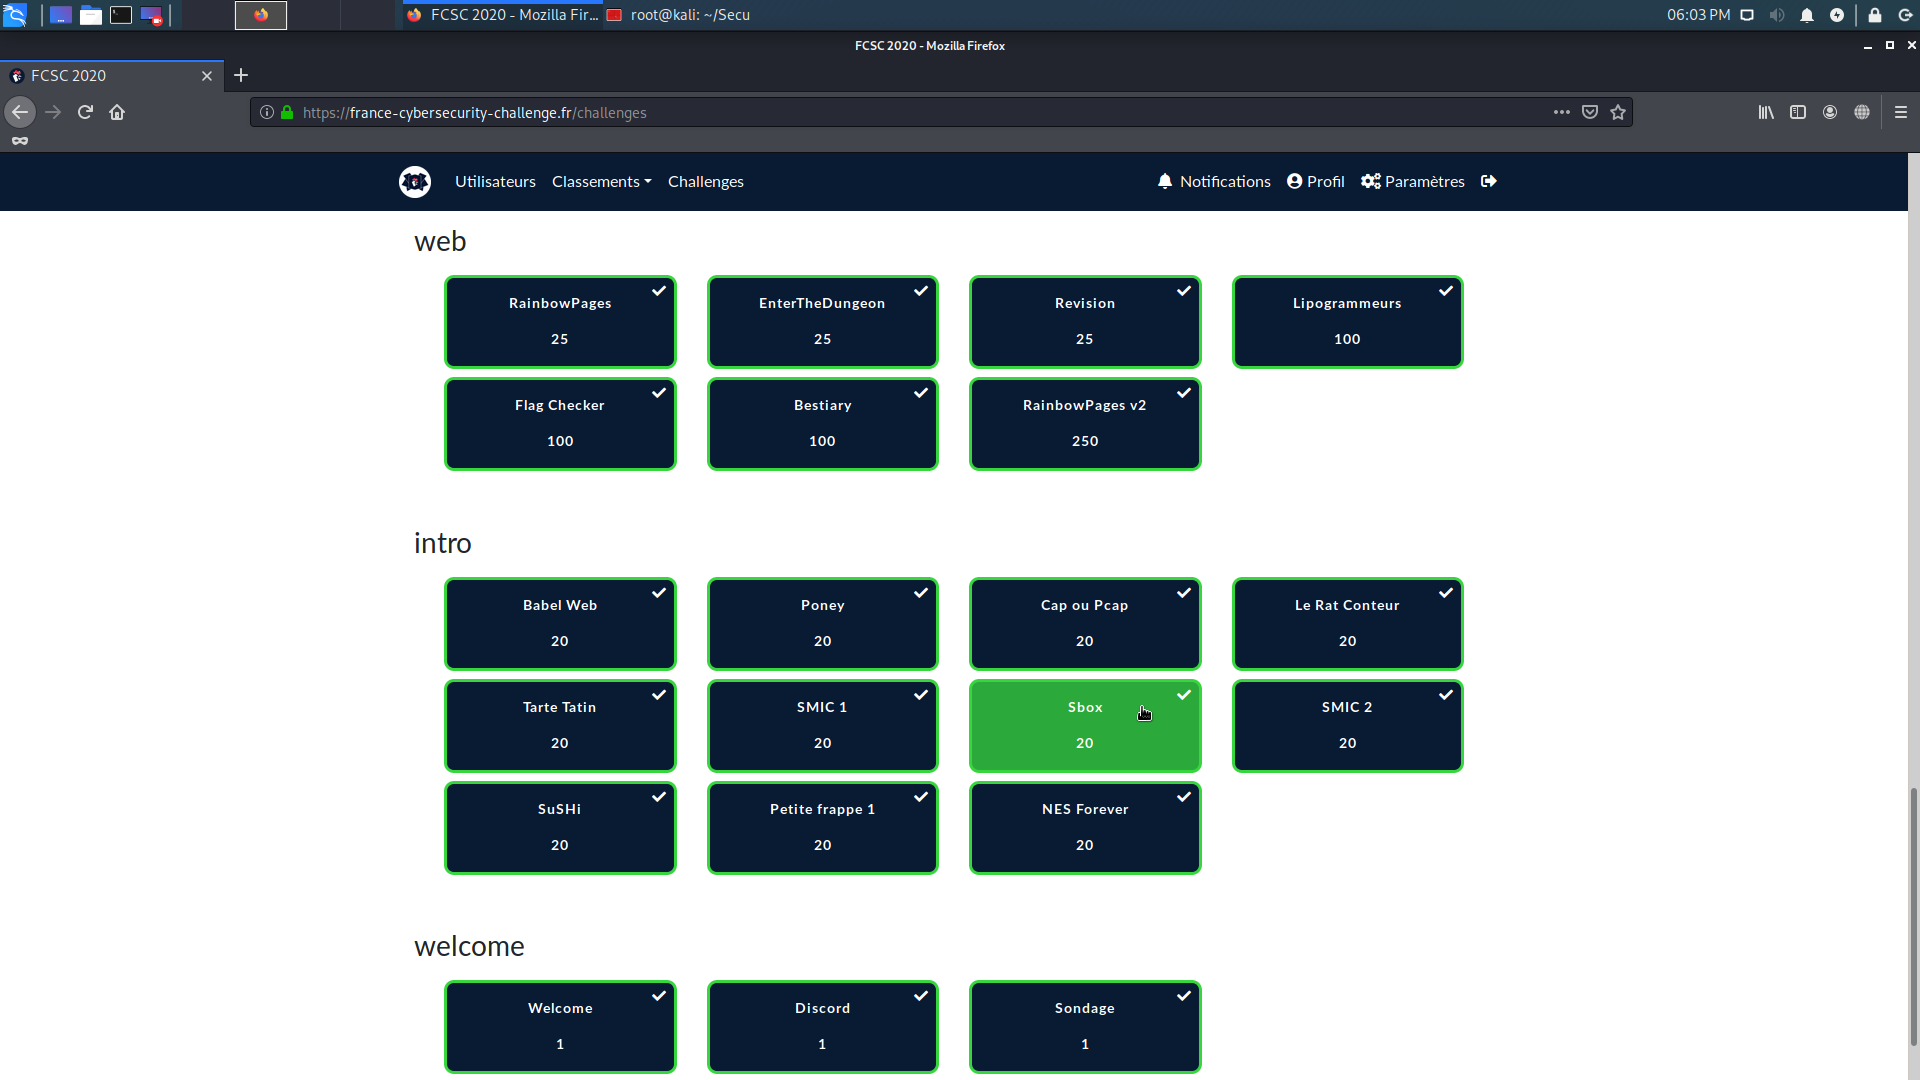 FCSC 2020 - Mozilla Fir...
root@kali: ~/Secu
06:03 PM
FCSC 2020 - Mozilla Firefox
FCSC 2020
https://france-cybersecurity-challenge.fr/challenges
Utilisateurs Classements Challenges Notifications Profil Paramètres
web
RainbowPages EnterTheDungeon Revision Lipogrammeurs
25 25 25 100
Flag Checker Bestiary RainbowPages v2
100 100 250
intro
Babel Web Poney Cap ou Pcap Le Rat Conteur
20 20 20 20
Tarte Tatin SMIC 1 Sbox SMIC 2
20 20 20 20
SuSHi Petite frappe 1 NES Forever
20 20 20
welcome
Welcome Discord Sondage
1 1 1